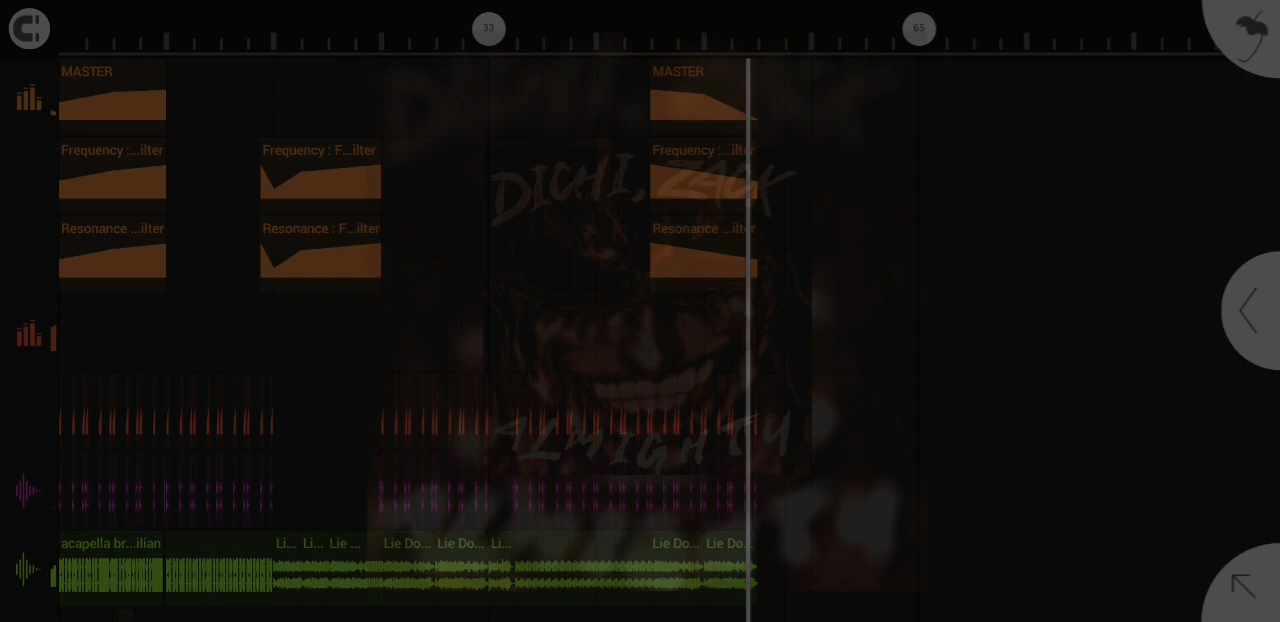 33 65
MASTER MASTER
Frequency :...ilter Frequency : F...ilter Frequency :...ilter
DICHI, ZACK
Resonance ...ilter Resonance : F...ilter Resonance ...ilter
ALMIGHTY
acapella br...ilian Li... Li... Lie ... Lie Do... Lie Do... Li... Lie Do... Lie Do...